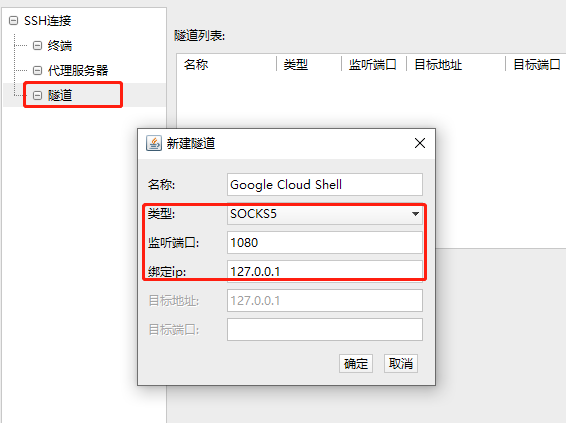 SSH连接
终端
代理服务器
隧道
隧道列表:
名称 类型 监听端口 目标地址 目标端口
新建隧道
名称: Google Cloud Shell
类型: SOCKS5
监听端口: 1080
绑定ip: 127.0.0.1
目标地址: 127.0.0.1
目标端口:
确定 取消